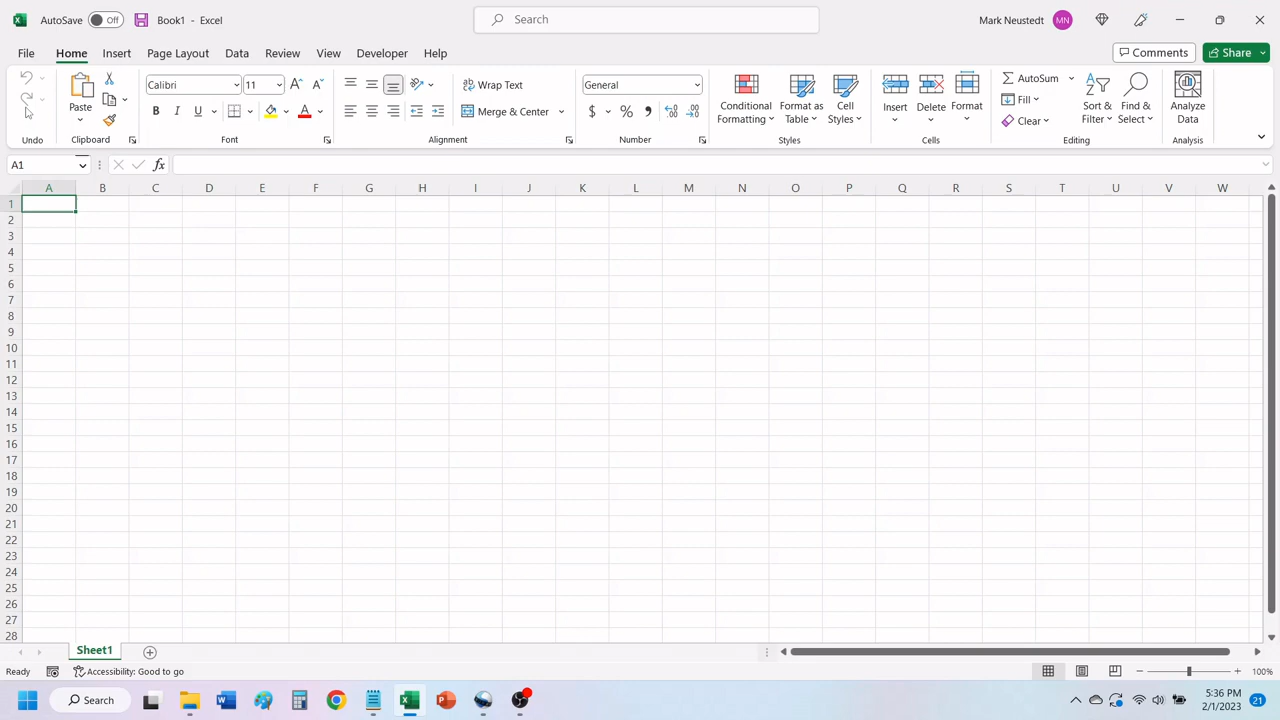 AutoSave Off Book1 - Excel Search Mark Neustedt MN
File Home Insert Page Layout Data Review View Developer Help Comments Share
Paste Calibri 11 Wrap Text General Conditional Formatting Format as Table Cell Styles Insert Delete Format AutoSum Fill Clear Sort & Filter Find & Select Analyze Data
B I U Merge & Center $ % ,
Undo Clipboard Font Alignment Number Styles Cells Editing Analysis
A1 fx
A B C D E F G H I J K L M N O P Q R S T U V W
1
2
3
4
5
6
7
8
9
10
11
12
13
14
15
16
17
18
19
20
21
22
23
24
25
26
27
28
Sheet1
Ready Accessibility: Good to go 100%
Search 5:36 PM
2/1/2023 21